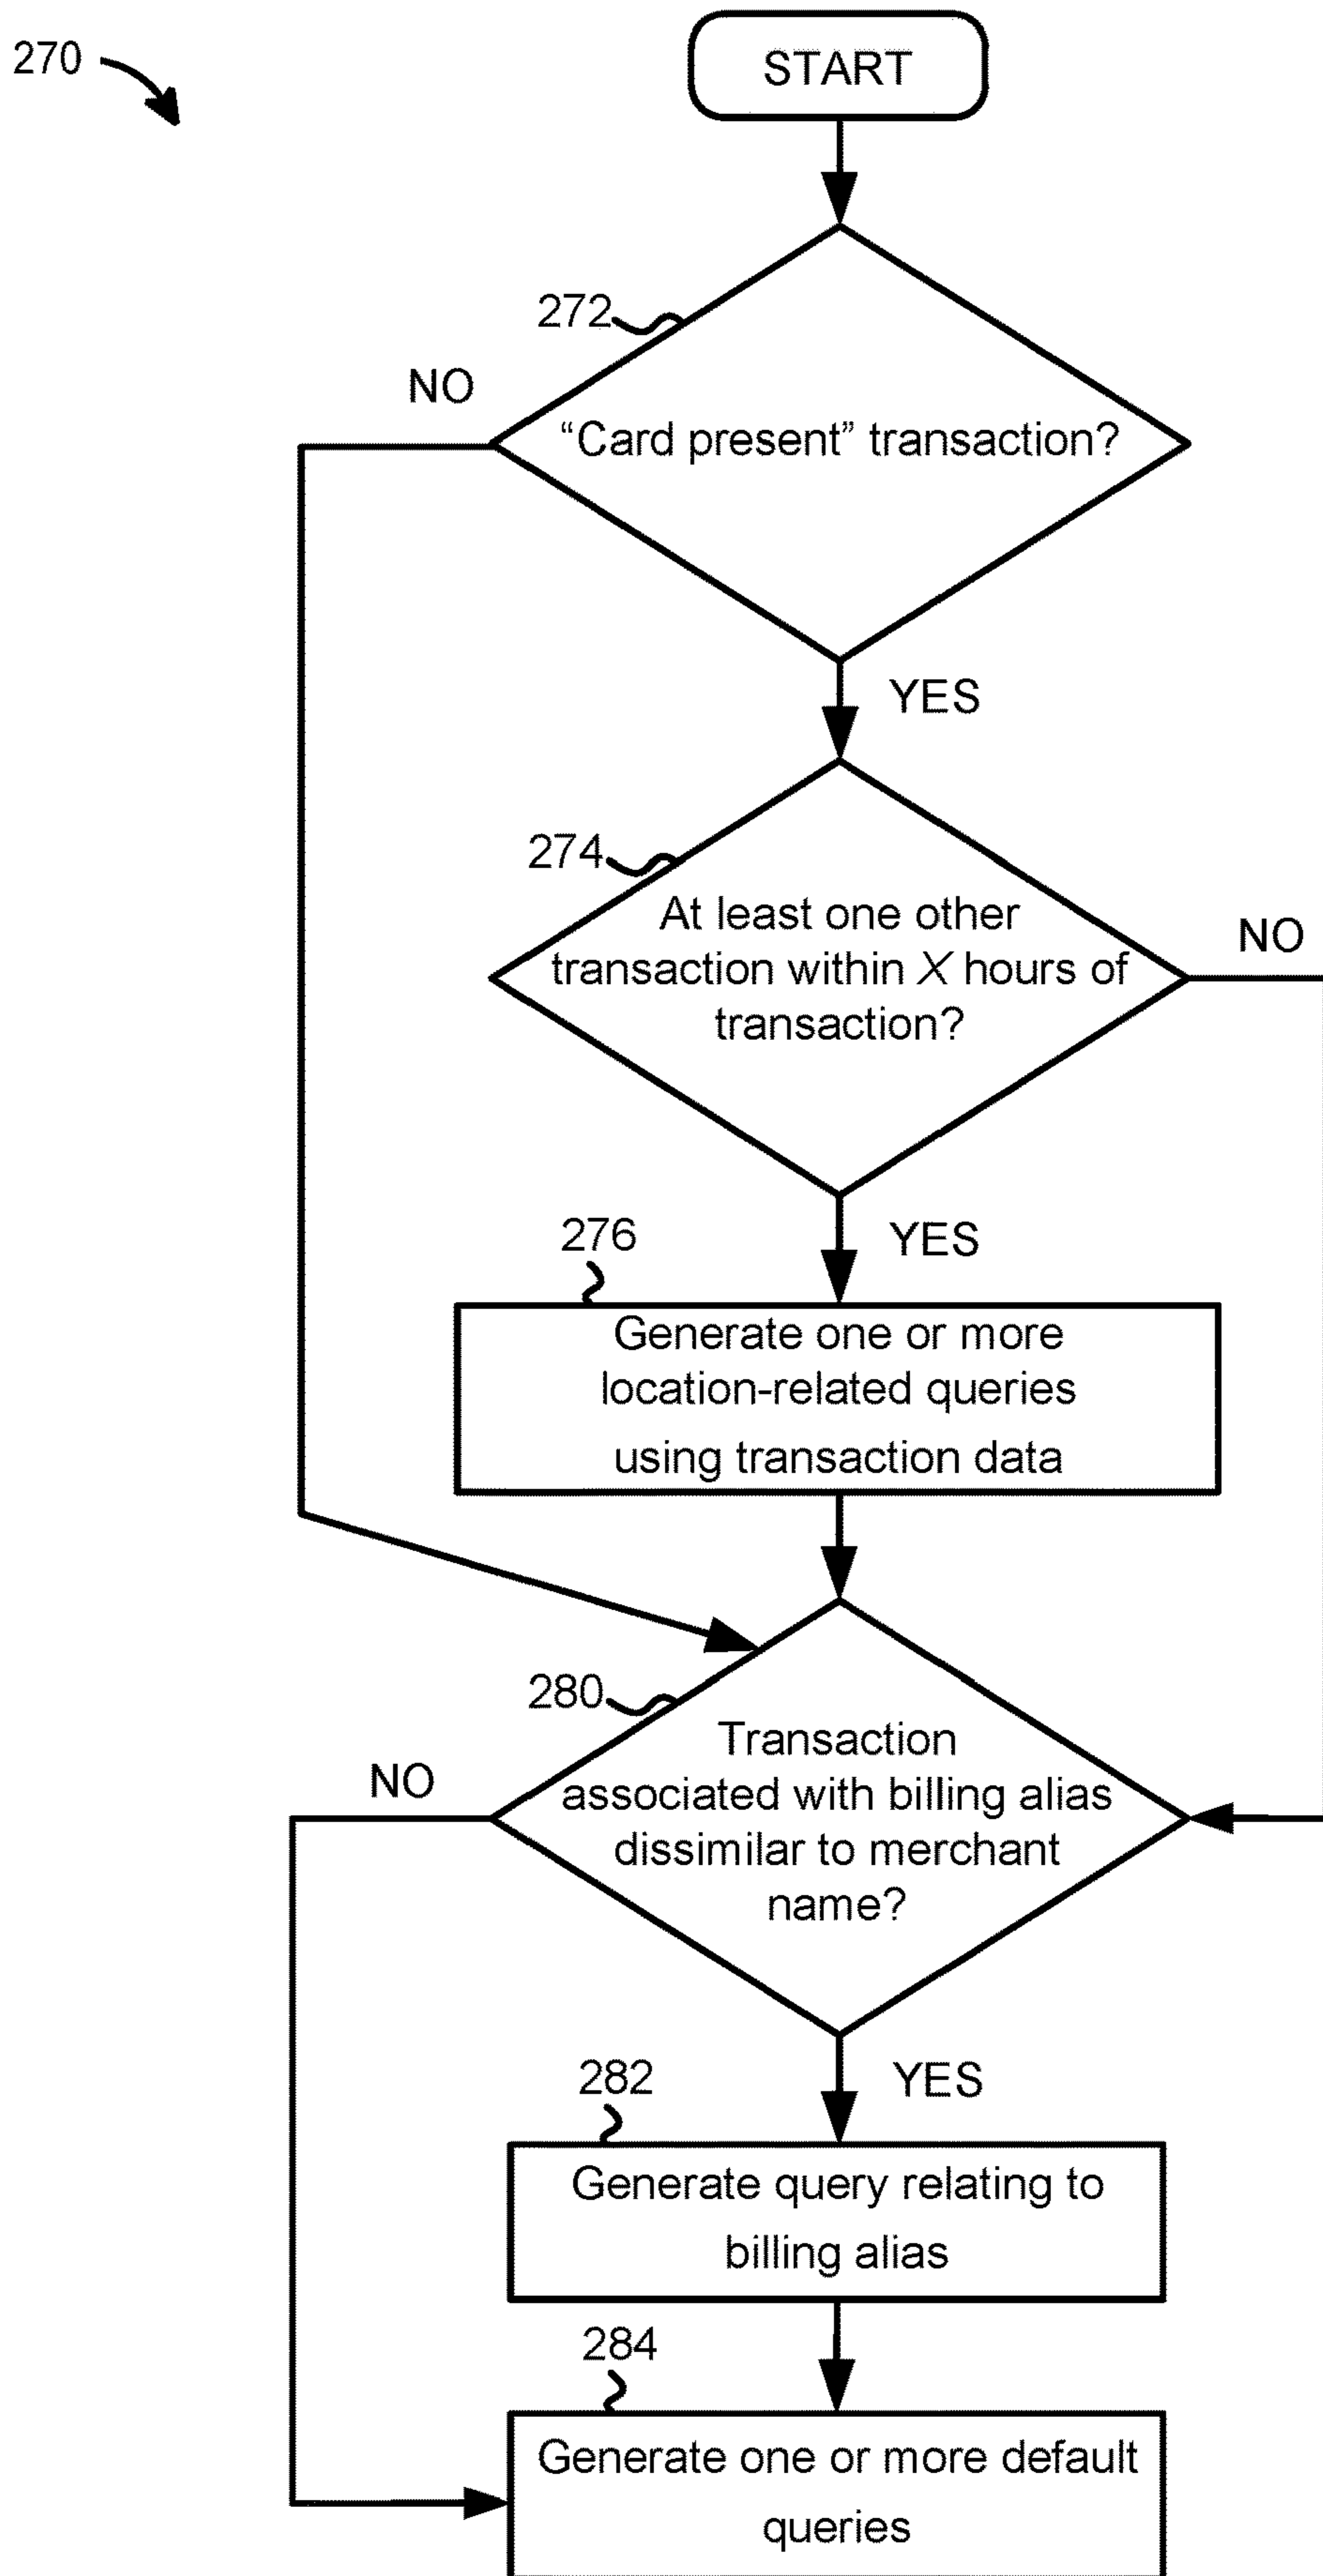 270
START
272
NO
“Card present” transaction?
YES
274
At least one other
NO
transaction within X hours of
transaction?
276
YES
Generate one or more
location-related queries
using transaction data
280
Transaction
NO
associated with billing alias
dissimilar to merchant
name?
282
YES
Generate query relating to
billing alias
284
Generate one or more default
queries